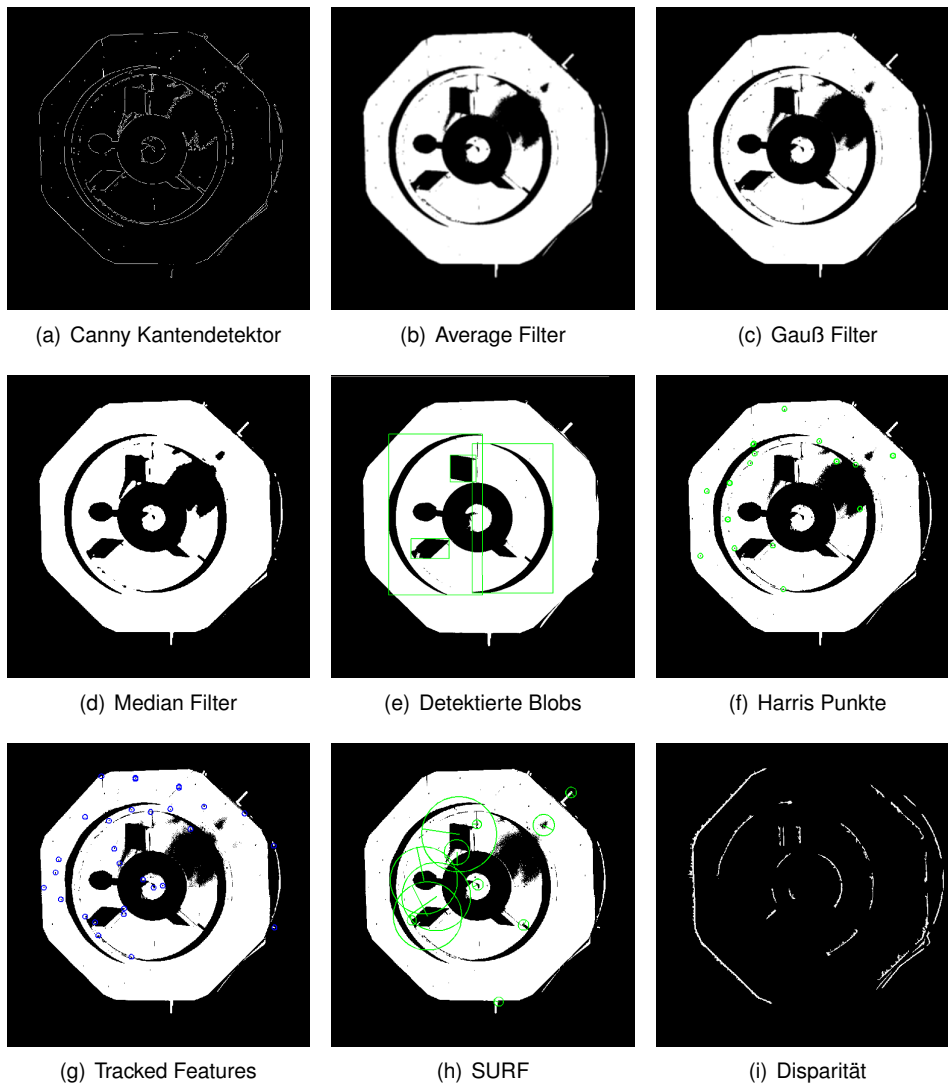 (a) Canny Kantendetektor
(b) Average Filter
(c) Gauß Filter
(d) Median Filter
(e) Detektierte Blobs
(f) Harris Punkte
(g) Tracked Features
(h) SURF
(i) Disparität